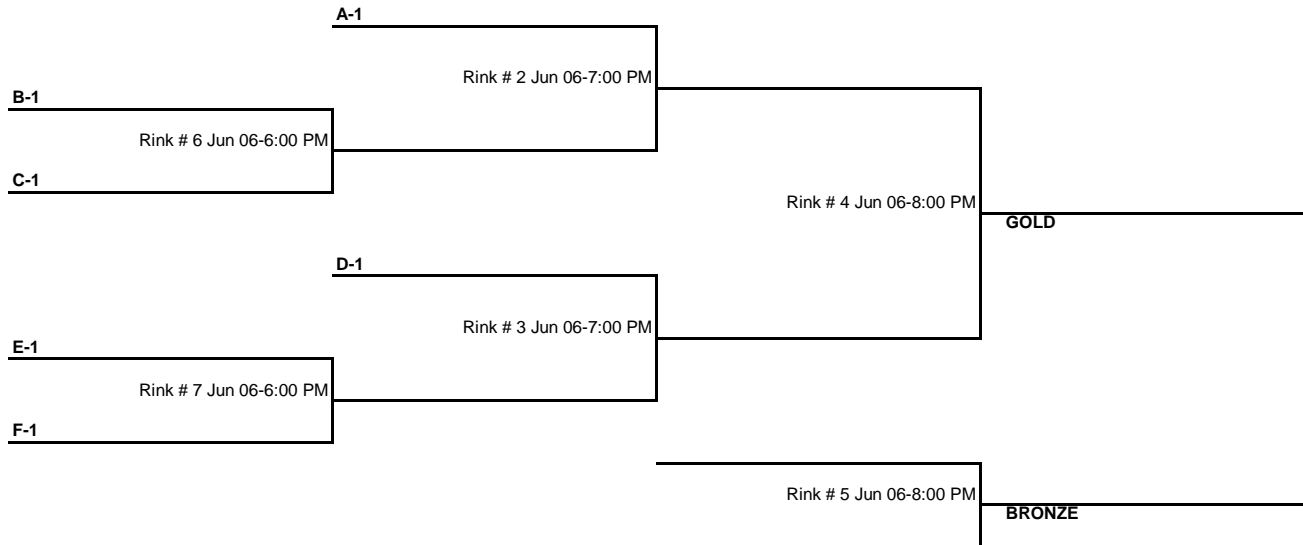 A-1
Rink # 2 Jun 06-7:00 PM
B-1
Rink # 6 Jun 06-6:00 PM
C-1
Rink # 4 Jun 06-8:00 PM
GOLD
D-1
Rink # 3 Jun 06-7:00 PM
E-1
Rink # 7 Jun 06-6:00 PM
F-1
Rink # 5 Jun 06-8:00 PM
BRONZE